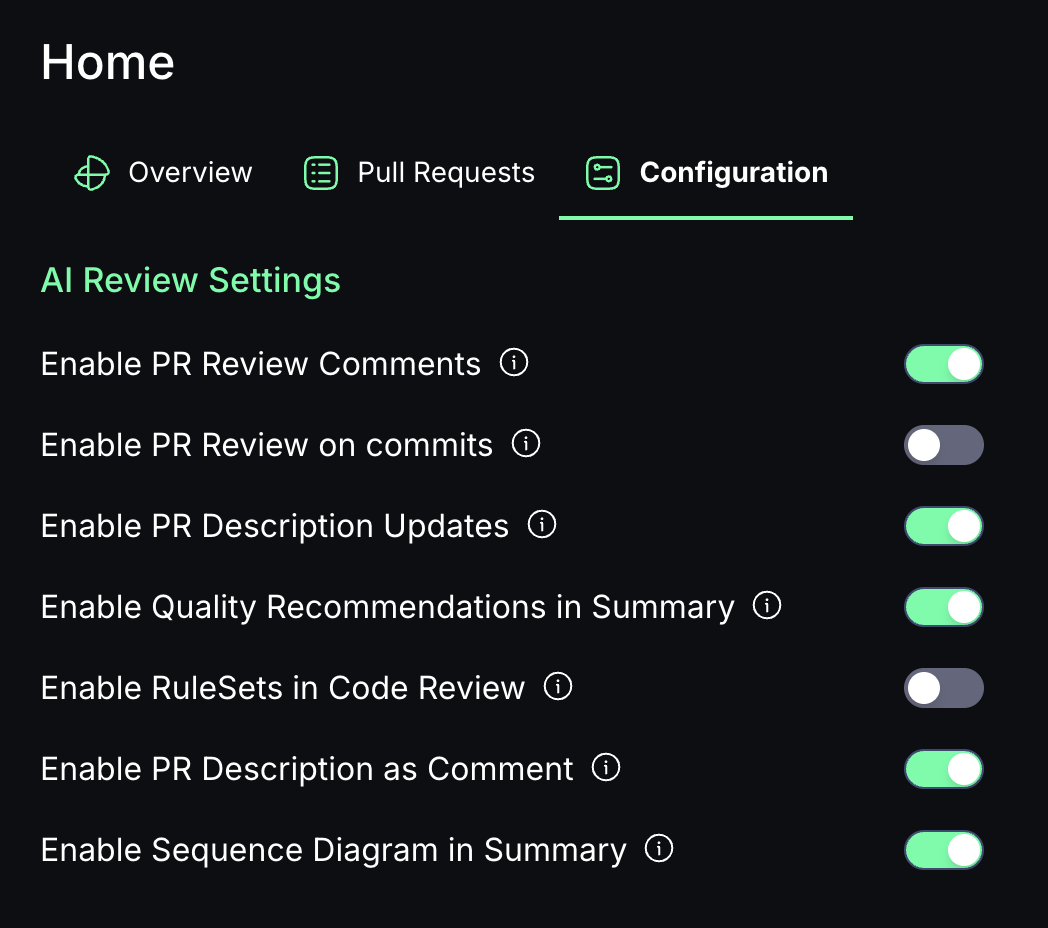 Home
Overview Pull Requests Configuration
AI Review Settings
Enable PR Review Comments
Enable PR Review on commits
Enable PR Description Updates
Enable Quality Recommendations in Summary
Enable RuleSets in Code Review
Enable PR Description as Comment
Enable Sequence Diagram in Summary